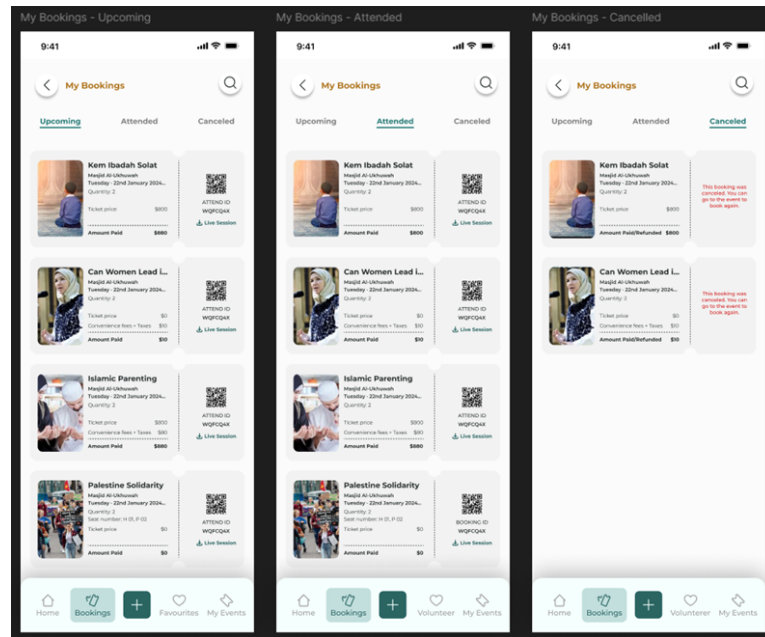 My Bookings - Upcoming
9:41
My Bookings
Upcoming Attended Canceled
Kem Ibadah Solat
Masjid Al-Ukhuwah
Tuesday - 22nd January 2024...
Quantity: 2
Ticket price $800
Amount Paid $880
ATTEND ID
WQFCQ4X
Live Session
Can Women Lead i...
Masjid Al-Ukhuwah
Tuesday - 22nd January 2024...
Quantity: 2
Ticket price $0
Convenience fees + Taxes $10
Amount Paid $10
ATTEND ID
WQFCQ4X
Live Session
Islamic Parenting
Masjid Al-Ukhuwah
Tuesday - 22nd January 2024...
Quantity: 2
Ticket price $800
Convenience fees + Taxes $80
Amount Paid $880
ATTEND ID
WQFCQ4X
Live Session
Palestine Solidarity
Masjid Al-Ukhuwah
Tuesday - 22nd January 2024...
Quantity: 2
Seat number: H 01, P 02
Ticket price $0
Amount Paid $0
ATTEND ID
WQFCQ4X
Live Session
Home Bookings Favourites My Events
My Bookings - Attended
9:41
My Bookings
Upcoming Attended Canceled
Kem Ibadah Solat
Masjid Al-Ukhuwah
Tuesday - 22nd January 2024...
Quantity: 2
Ticket price $800
Amount Paid $800
ATTEND ID
WQFCQ4X
Live Session
Can Women Lead i...
Masjid Al-Ukhuwah
Tuesday - 22nd January 2024...
Quantity: 2
Ticket price $0
Convenience fees + Taxes $10
Amount Paid $10
ATTEND ID
WQFCQ4X
Live Session
Islamic Parenting
Masjid Al-Ukhuwah
Tuesday - 22nd January 2024...
Quantity: 2
Ticket price $800
Convenience fees + Taxes $80
Amount Paid $880
ATTEND ID
WQFCQ4X
Live Session
Palestine Solidarity
Masjid Al-Ukhuwah
Tuesday - 22nd January 2024...
Quantity: 2
Seat number: H 01, P 02
Ticket price $0
Amount Paid $0
BOOKING ID
WQFCQ4X
Live Session
Home Bookings Volunteer My Events
My Bookings - Cancelled
9:41
My Bookings
Upcoming Attended Canceled
Kem Ibadah Solat
Masjid Al-Ukhuwah
Tuesday - 22nd January 2024...
Quantity: 2
Ticket price $800
Amount Paid/Refunded $800
This booking was
canceled. You can
go to the event to
book again.
Can Women Lead i...
Masjid Al-Ukhuwah
Tuesday - 22nd January 2024...
Quantity: 2
Ticket price $0
Convenience fees + Taxes $10
Amount Paid/Refunded $10
This booking was
canceled. You can
go to the event to
book again.
Home Bookings Volunteerer My Events